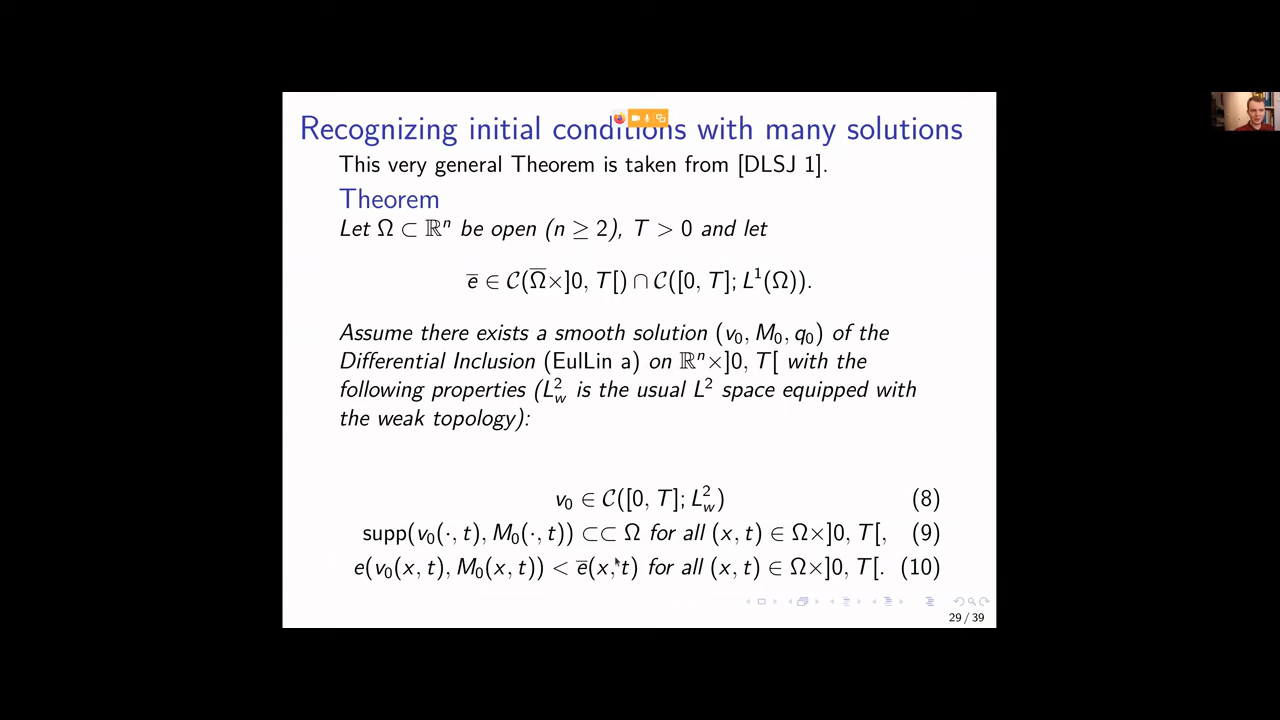 Recognizing initial conditions with many solutions
This very general Theorem is taken from [DLSJ 1].
Theorem
Let Ω ⊂ ℝⁿ be open (n ≥ 2), T > 0 and let
e̅ ∈ 𝒞(Ω̅×]0, T[) ∩ 𝒞([0, T]; L¹(Ω)).
Assume there exists a smooth solution (v₀, M₀, q₀) of the
Differential Inclusion (EulLin a) on ℝⁿ×]0, T[ with the
following properties (L²_w is the usual L² space equipped with
the weak topology):
v₀ ∈ 𝒞([0, T]; L²_w) (8)
supp(v₀(·, t), M₀(·, t)) ⊂⊂ Ω for all (x, t) ∈ Ω×]0, T[, (9)
e(v₀(x, t), M₀(x, t)) < e̅(x, t) for all (x, t) ∈ Ω×]0, T[. (10)
29 / 39